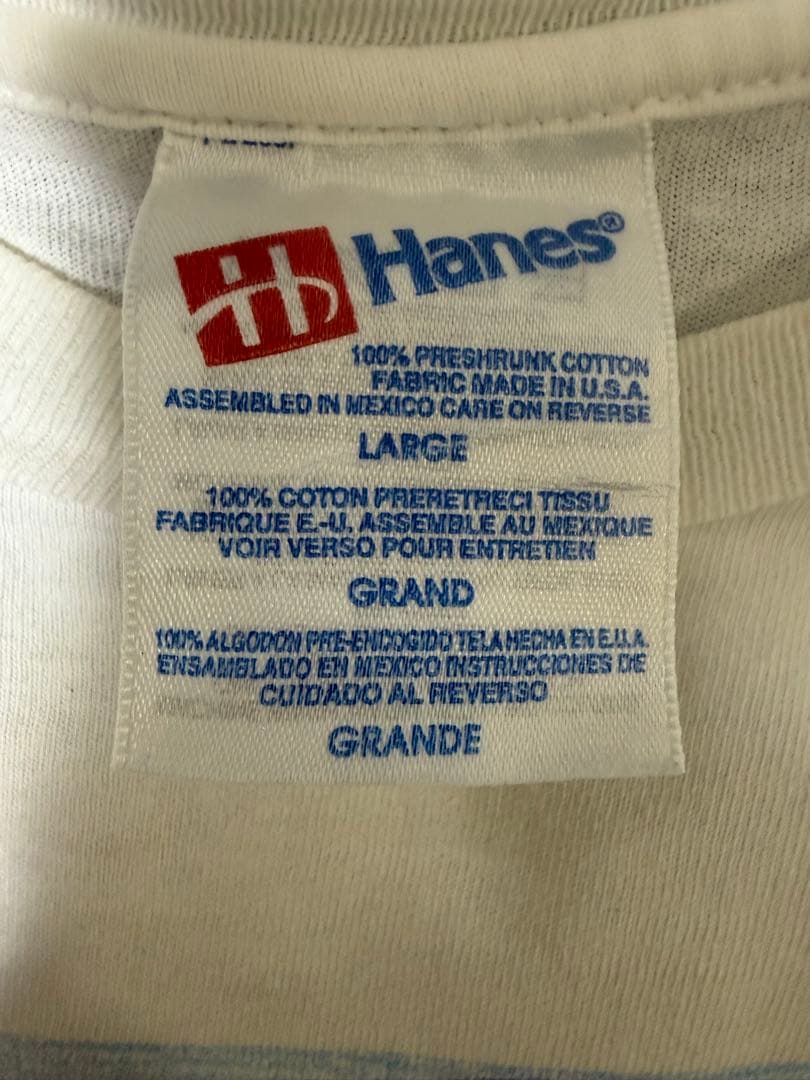 Hanes®
100% PRESHRUNK COTTON
FABRIC MADE IN U.S.A.
ASSEMBLED IN MEXICO CARE ON REVERSE
LARGE
100% COTON PRERETRECI TISSU
FABRIQUE E.-U. ASSEMBLE AU MEXIQUE
VOIR VERSO POUR ENTRETIEN
GRAND
100% ALGODON PRE-ENCOGIDO TELA HECHA EN E.U.A.
ENSAMBLADO EN MEXICO INSTRUCCIONES DE
CUIDADO AL REVERSO
GRANDE